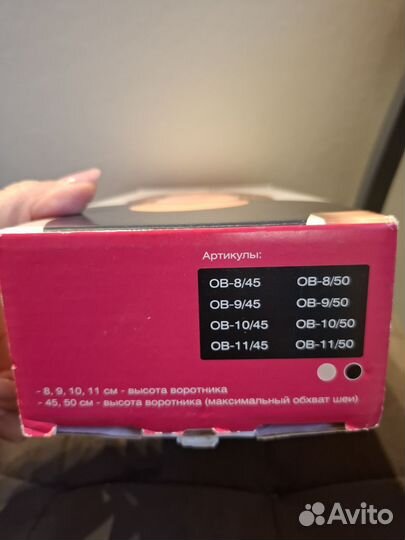 Артикулы:
ОВ-8/45 ОВ-8/50
ОВ-9/45 ОВ-9/50
ОВ-10/45 ОВ-10/50
ОВ-11/45 ОВ-11/50
- 8, 9, 10, 11 см - высота воротника
- 45, 50 см - высота воротника (максимальный обхват шеи)
Avito